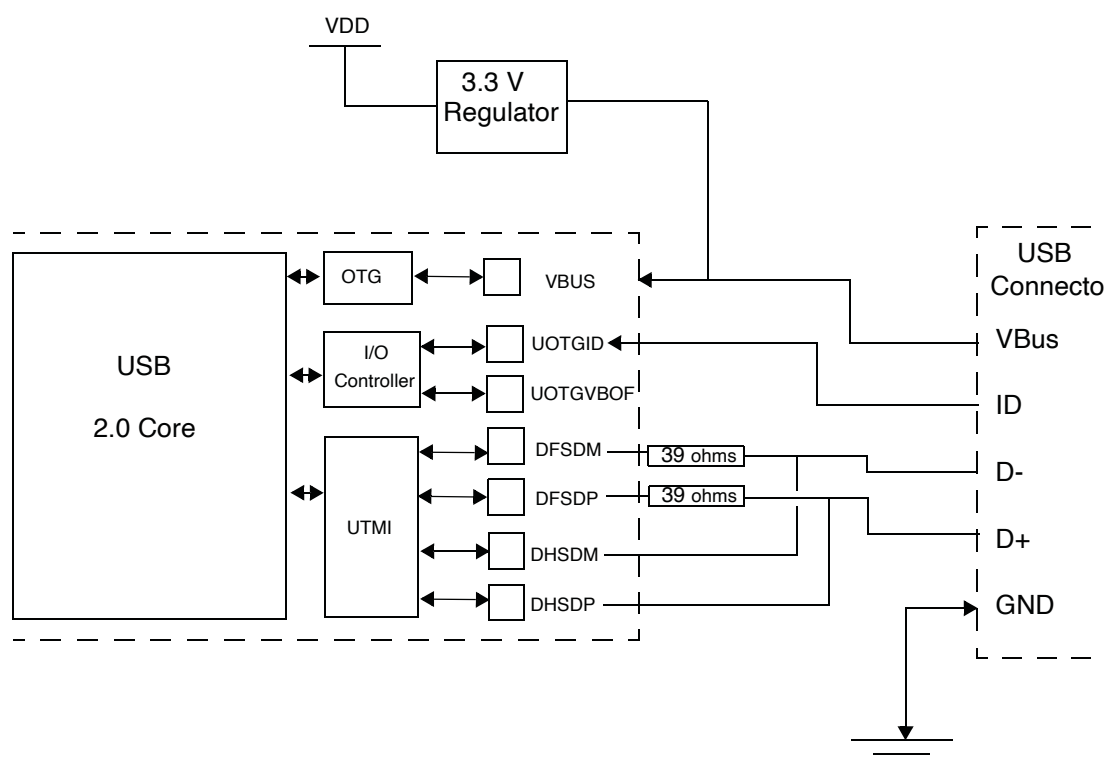 VDD
3.3 V
Regulator
USB
2.0 Core
OTG
VBUS
I/O
Controller
UOTGID
UOTGVBOF
UTMI
DFSDM
39 ohms
DFSDP
39 ohms
DHSDM
DHSDP
USB
Connecto
VBus
ID
D-
D+
GND